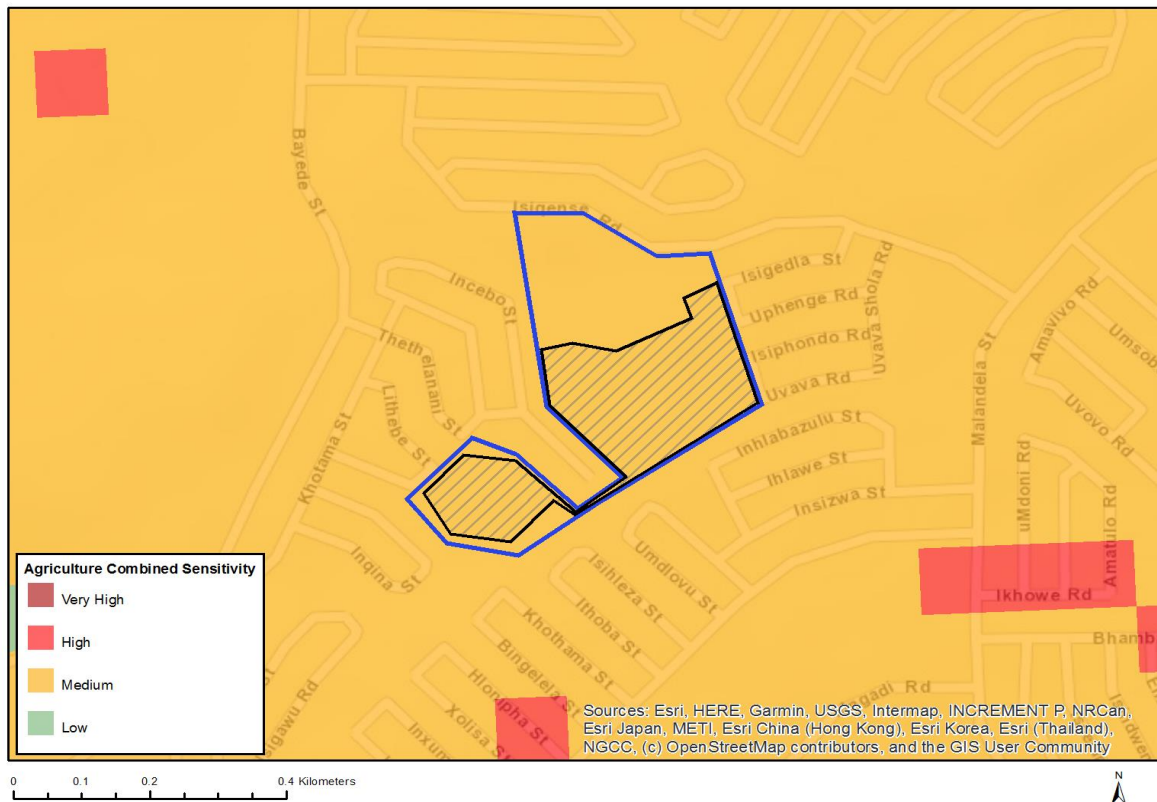 Isigense Rd
Bayede St
Incebo St
Isigedla St
Uphenge Rd
Isiphondo Rd
Uvava Shola Rd
Uvava Rd
Amavivo Rd
Malandela St
Uvovo Rd
Thethelanani St
Lithebe St
Khotama St
Inhlabazulu St
Ihlawe St
Insizwa St
uMdoni Rd
Amatulo Rd
Inqina St
Umdlovu St
Isihleza St
Ithoba St
Khothama St
Bingelela St
Hlonipha St
Xolisa St
Ikhowe Rd
Agriculture Combined Sensitivity
Very High
High
Medium
Low
Sources: Esri, HERE, Garmin, USGS, Intermap, INCREMENT P, NRCan,
Esri Japan, METI, Esri China (Hong Kong), Esri Korea, Esri (Thailand),
NGCC, (c) OpenStreetMap contributors, and the GIS User Community
0 0.1 0.2 0.4 Kilometers
N